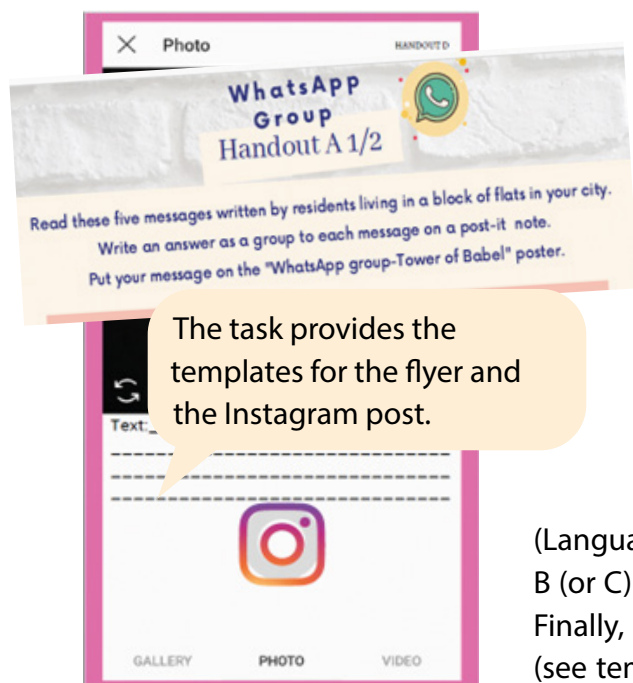 Photo
HANDOUT D
WhatsApp
Group
Handout A 1/2
Read these five messages written by residents living in a block of flats in your city.
Write an answer as a group to each message on a post-it note.
Put your message on the "WhatsApp group-Tower of Babel" poster.
The task provides the
templates for the flyer and
the Instagram post.
Text:_
GALLERY
PHOTO
VIDEO
(Langua
B (or C)
Finally,
(see ter